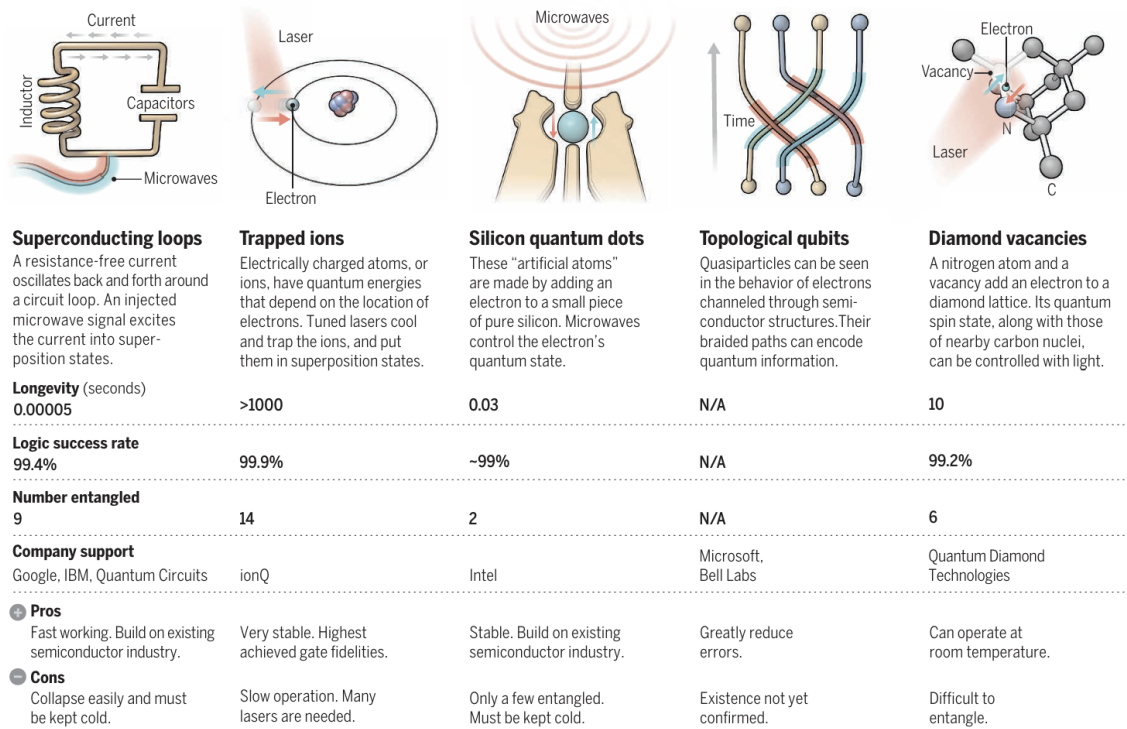 Current
Inductor
Capacitors
Microwaves
Laser
Electron
Microwaves
Time
Electron
Vacancy
N
Laser
C
Superconducting loops
A resistance-free current
oscillates back and forth around
a circuit loop. An injected
microwave signal excites
the current into super-
position states.
Trapped ions
Electrically charged atoms, or
ions, have quantum energies
that depend on the location of
electrons. Tuned lasers cool
and trap the ions, and put
them in superposition states.
Silicon quantum dots
These “artificial atoms”
are made by adding an
electron to a small piece
of pure silicon. Microwaves
control the electron’s
quantum state.
Topological qubits
Quasiparticles can be seen
in the behavior of electrons
channeled through semi-
conductor structures.Their
braided paths can encode
quantum information.
Diamond vacancies
A nitrogen atom and a
vacancy add an electron to a
diamond lattice. Its quantum
spin state, along with those
of nearby carbon nuclei,
can be controlled with light.
Longevity (seconds)
0.00005
>1000
0.03
N/A
10
Logic success rate
99.4%
99.9%
~99%
N/A
99.2%
Number entangled
9
14
2
N/A
6
Company support
Google, IBM, Quantum Circuits
ionQ
Intel
Microsoft,
Bell Labs
Quantum Diamond
Technologies
+ Pros
Fast working. Build on existing
semiconductor industry.
Very stable. Highest
achieved gate fidelities.
Stable. Build on existing
semiconductor industry.
Greatly reduce
errors.
Can operate at
room temperature.
− Cons
Collapse easily and must
be kept cold.
Slow operation. Many
lasers are needed.
Only a few entangled.
Must be kept cold.
Existence not yet
confirmed.
Difficult to
entangle.